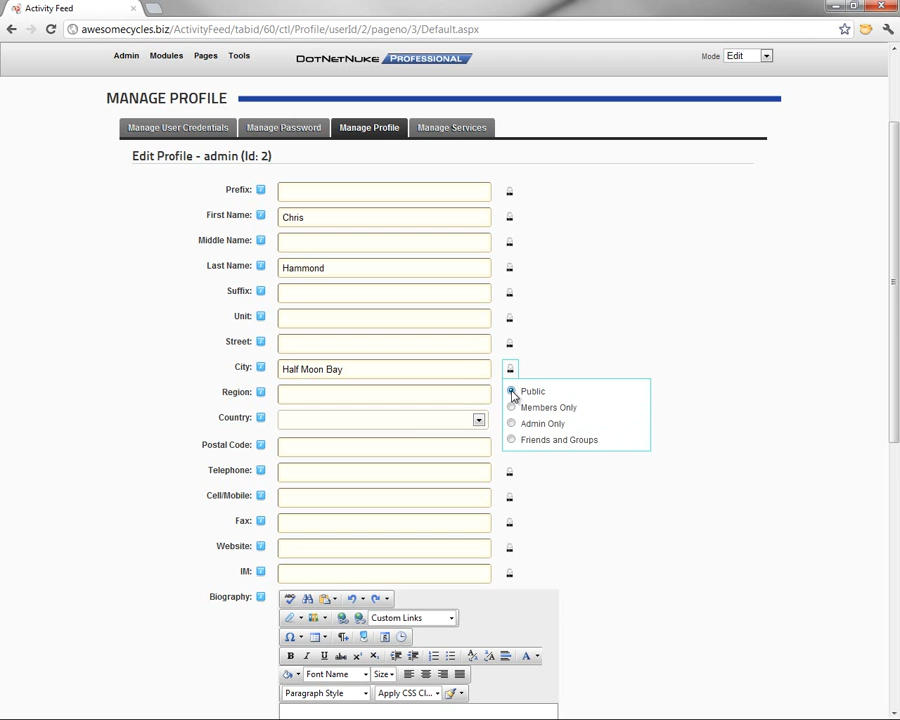 Activity Feed
awesomecycles.biz/ActivityFeed/tabid/60/ctl/Profile/userId/2/pageno/3/Default.aspx
Admin Modules Pages Tools DOTNETNUKE PROFESSIONAL Mode Edit
MANAGE PROFILE
Manage User Credentials Manage Password Manage Profile Manage Services
Edit Profile - admin (Id: 2)
Prefix:
First Name: Chris
Middle Name:
Last Name: Hammond
Suffix:
Unit:
Street:
City: Half Moon Bay
Region: Public
Members Only
Country: Admin Only
Friends and Groups
Postal Code:
Telephone:
Cell/Mobile:
Fax:
Website:
IM:
Biography:
Custom Links
B I U abc
Font Name Size
Paragraph Style Apply CSS Cl...